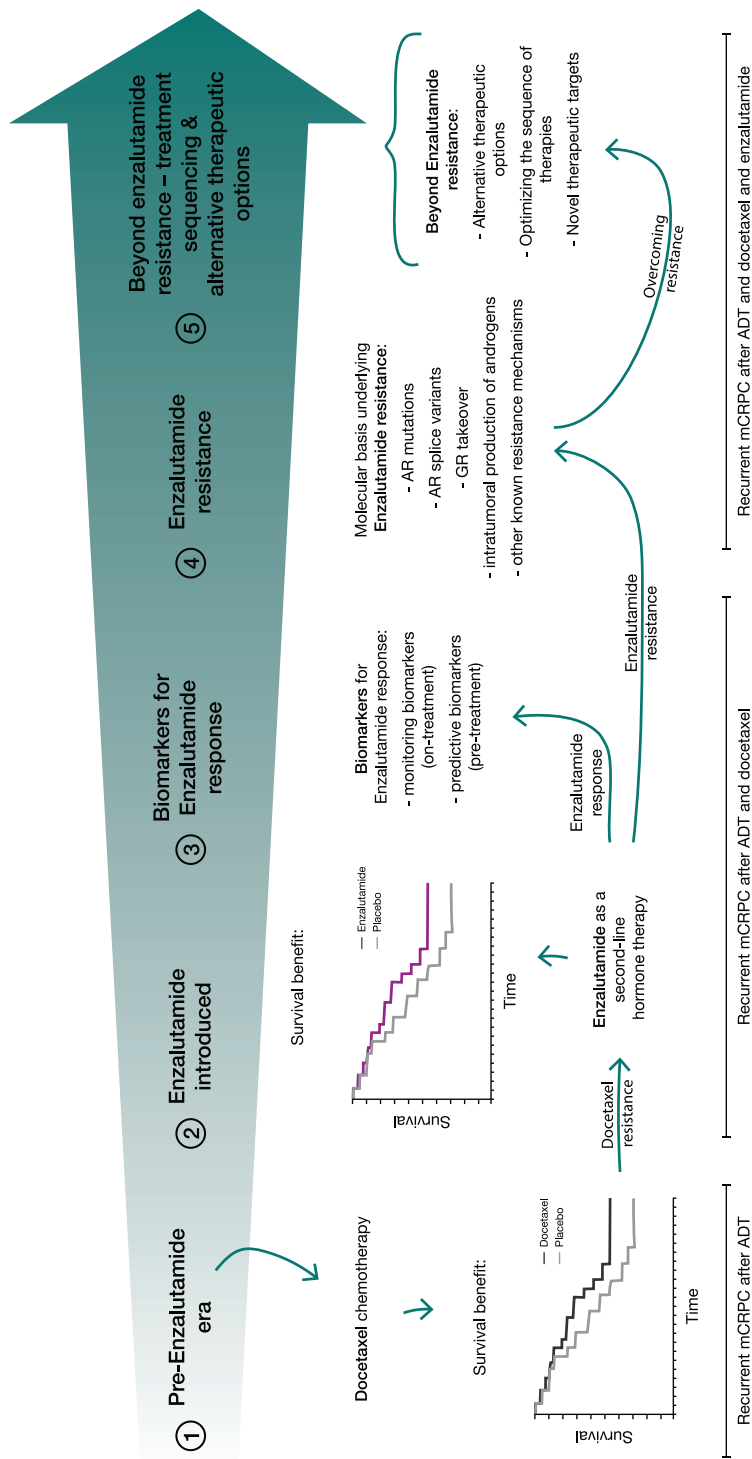 1
Pre-Enzalutamide
era
2
Enzalutamide
introduced
3
Biomarkers for
Enzalutamide
response
4
Enzalutamide
resistance
5
Beyond enzalutamide
resistance – treatment
sequencing &
alternative therapeutic
options
Docetaxel chemotherapy
Survival benefit:
Survival
Time
Docetaxel
Placebo
Docetaxel
resistance
Survival benefit:
Survival
Time
Enzalutamide
Placebo
Enzalutamide as a
second-line
hormone therapy
Enzalutamide
response
Biomarkers for
Enzalutamide response:
- monitoring biomarkers
(on-treatment)
- predictive biomarkers
(pre-treatment)
Enzalutamide
resistance
Molecular basis underlying
Enzalutamide resistance:
- AR mutations
- AR splice variants
- GR takeover
- intratumoral production of androgens
- other known resistance mechanisms
Overcoming
resistance
Beyond Enzalutamide
resistance:
- Alternative therapeutic
options
- Optimizing the sequence of
therapies
- Novel therapeutic targets
Recurrent mCRPC after ADT
Recurrent mCRPC after ADT and docetaxel
Recurrent mCRPC after ADT and docetaxel and enzalutamide